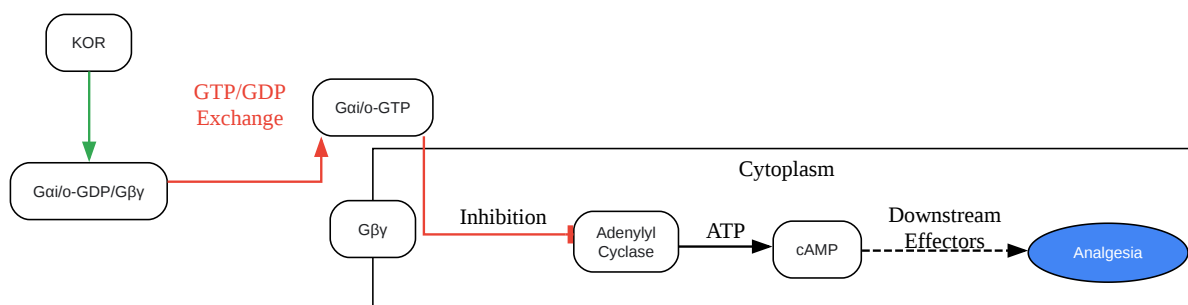 KOR
GTP/GDP
Exchange
Gαi/o-GTP
Cytoplasm
Gαi/o-GDP/Gβγ
Gβγ
Inhibition
Adenylyl
Cyclase
ATP
cAMP
Downstream
Effectors
Analgesia